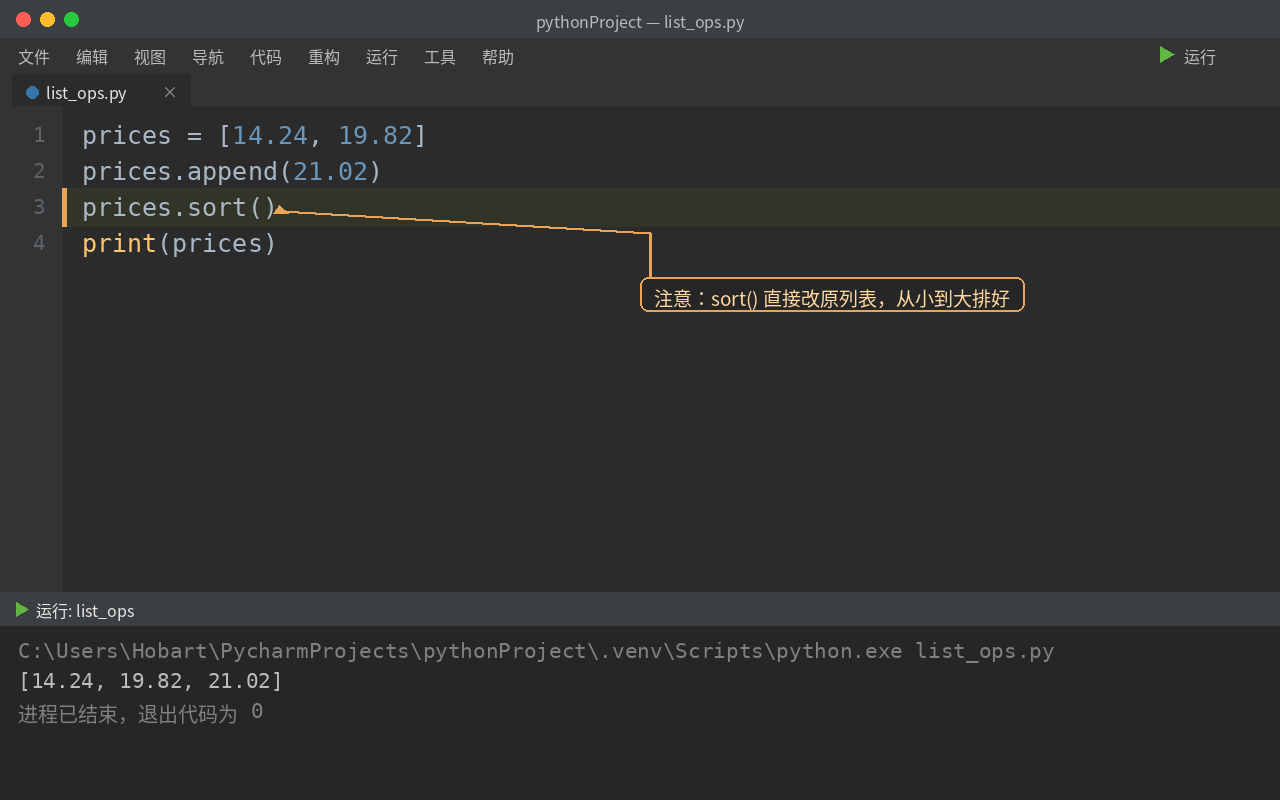 pythonProject — list_ops.py
文件 编辑 视图 导航 代码 重构 运行 工具 帮助 运行
list_ops.py ×
1 prices = [14.24, 19.82]
2 prices.append(21.02)
3 prices.sort()
4 print(prices)
注意：sort() 直接改原列表，从小到大排好
运行: list_ops
C:\Users\Hobart\PycharmProjects\pythonProject\.venv\Scripts\python.exe list_ops.py
[14.24, 19.82, 21.02]
进程已结束，退出代码为 0